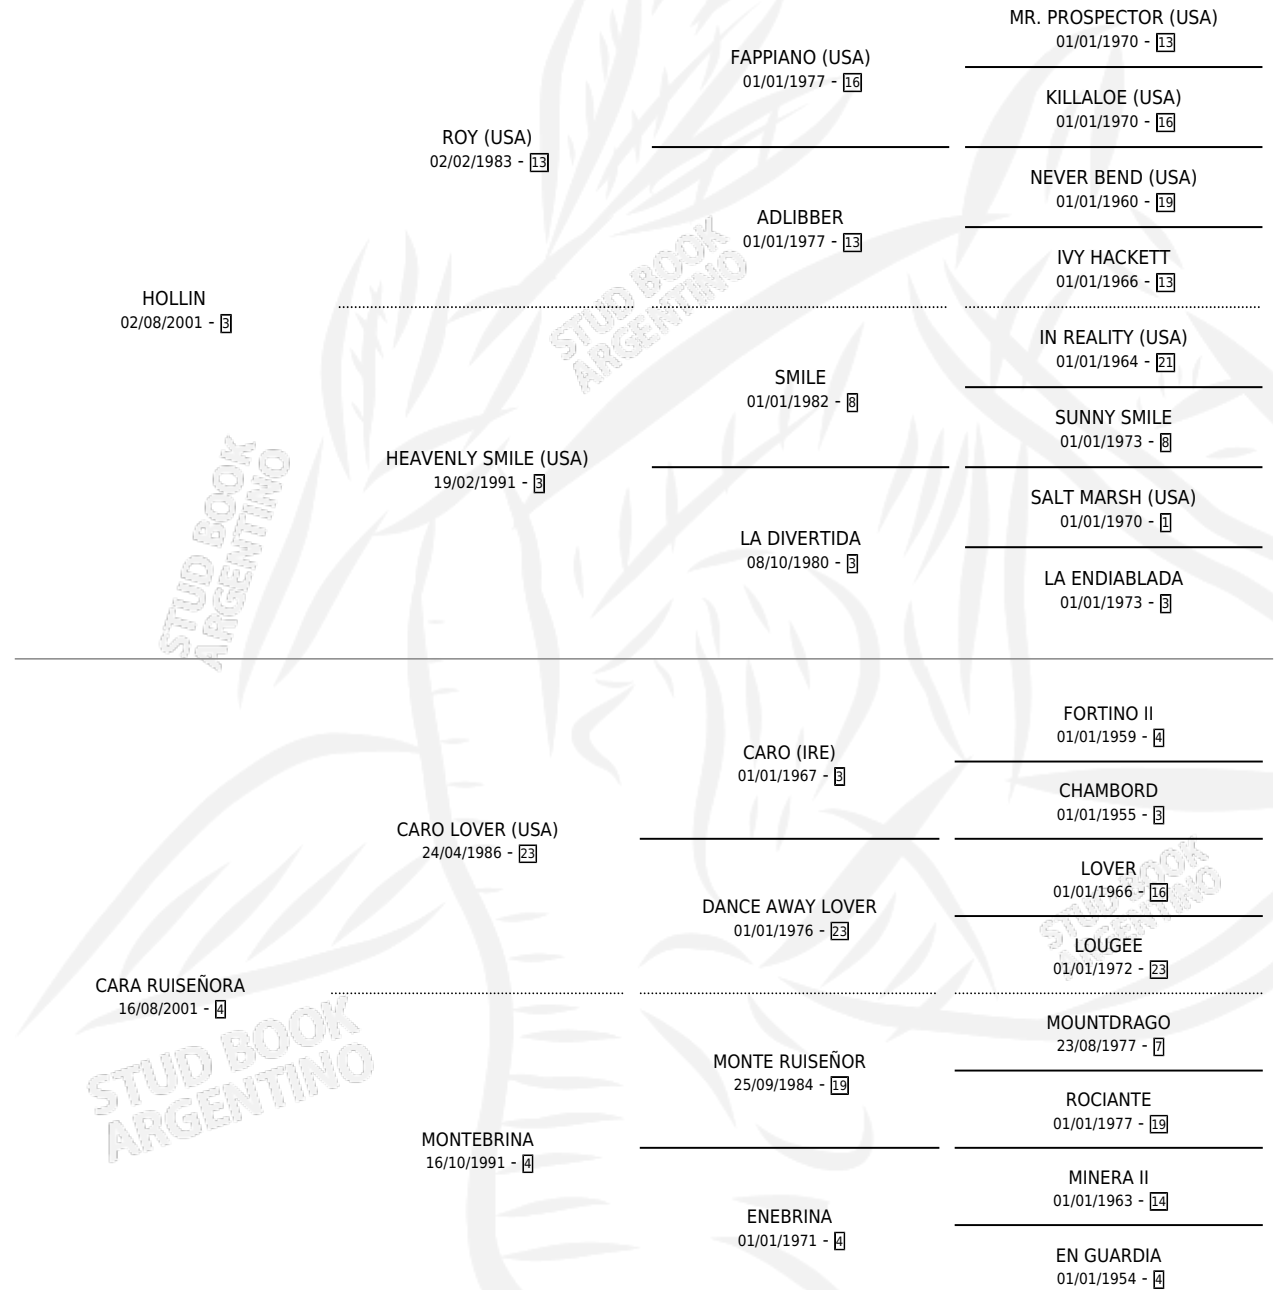 MR. PROSPECTOR (USA)
01/01/1970 - 13
FAPPIANO (USA)
01/01/1977 - 16
KILLALOE (USA)
01/01/1970 - 16
ROY (USA)
02/02/1983 - 13
NEVER BEND (USA)
01/01/1960 - 19
ADLIBBER
01/01/1977 - 13
IVY HACKETT
01/01/1966 - 13
HOLLIN
02/08/2001 - 3
IN REALITY (USA)
01/01/1964 - 21
SMILE
01/01/1982 - 8
SUNNY SMILE
01/01/1973 - 8
HEAVENLY SMILE (USA)
19/02/1991 - 3
SALT MARSH (USA)
01/01/1970 - 1
LA DIVERTIDA
08/10/1980 - 3
LA ENDIABLADA
01/01/1973 - 3
FORTINO II
01/01/1959 - 4
CARO (IRE)
01/01/1967 - 3
CHAMBORD
01/01/1955 - 3
CARO LOVER (USA)
24/04/1986 - 23
LOVER
01/01/1966 - 16
DANCE AWAY LOVER
01/01/1976 - 23
LOUGEE
01/01/1972 - 23
CARA RUISEÑORA
16/08/2001 - 4
MOUNTDRAGO
23/08/1977 - 7
MONTE RUISEÑOR
25/09/1984 - 19
ROCIANTE
01/01/1977 - 19
MONTEBRINA
16/10/1991 - 4
MINERA II
01/01/1963 - 14
ENEBRINA
01/01/1971 - 4
EN GUARDIA
01/01/1954 - 4
STUD BOOK
ARGENTINO
STUD BOOK
ARGENTINO
STUD BOOK
ARGENTINO
STUD BOOK
ARGENTINO